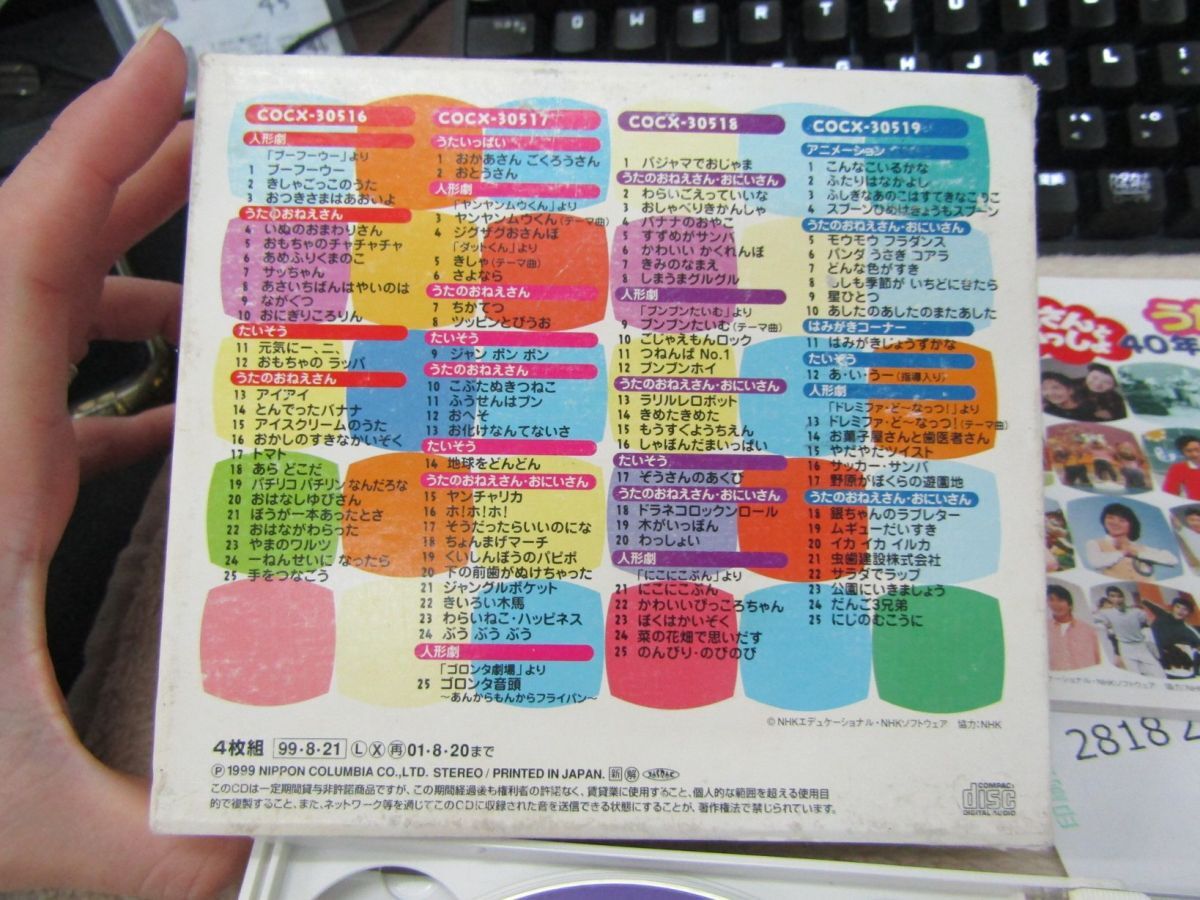 COCX-30516
人形劇
「ブーフーウー」より
1 ブーフーウー
2 きしゃごっこのうた
3 おつきさまはあおいよ
うたのおねえさん
4 いぬのおまわりさん
5 おもちゃのチャチャチャ
6 あめふりくまのこ
7 サッちゃん
8 あさいちばんはやいのは
9 ながぐつ
10 おにぎりころりん
たいそう
11 元気に一、二、
12 おもちゃの ラッパ
うたのおねえさん
13 アイアイ
14 とんでったバナナ
15 アイスクリームのうた
16 おかしのすきなかいぞく
17 トマト
18 あら どこだ
19 パチリコ パチリン なんだろな
20 おはなしゆびさん
21 ぼうが一本あったとさ
22 おはながわらった
23 やまのワルツ
24 一ねんせいに なったら
25 手をつなごう
COCX-30517
うたいっぱい
1 おかあさん ごくろうさん
2 おとうさん
人形劇
「ヤンヤンムウくん」より
3 ヤンヤンムウくん(テーマ曲)
4 ジグザグおさんぽ
「ダットくん」より
5 きしゃ(テーマ曲)
6 さよなら
うたのおねえさん
7 ちかてつ
8 ツッピンとびうお
たいそう
9 ジャン ポン ポン
うたのおねえさん
10 こぶたぬきつねこ
11 ふうせんはブン
12 おへそ
13 お化けなんてないさ
たいそう
14 地球をどんどん
うたのおねえさん・おにいさん
15 ヤンチャリカ
16 ホ!ホ!ホ!
17 そうだったらいいのにな
18 ちょんまげマーチ
19 くいしんぼうのパピポ
20 下の前歯がぬけちゃった
21 ジャングルポケット
22 きいろい木馬
23 わらいねこ・ハッピネス
24 ぶう ぶう ぶう
人形劇
「ゴロンタ劇場」より
25 ゴロンタ音頭
〜あんからもんからフライパン〜
COCX-30518
1 パジャマでおじゃま
うたのおねえさん・おにいさん
2 わらいごえっていいな
3 おしゃべりきかんしゃ
4 バナナのおやこ
5 すずめがサンバ
6 かわいい かくれんぼ
7 きみのなまえ
8 しまうまグルグル
人形劇
「ブンブンたいむ」より
9 ブンブンたいむ(テーマ曲)
10 ごじゃえもんロック
11 つねんば No.1
12 ブンブンホイ
うたのおねえさん・おにいさん
13 ラリルレロボット
14 きめたきめた
15 もうすぐようちえん
16 しゃぼんだまいっぱい
たいそう
17 ぞうさんのあくび
うたのおねえさん・おにいさん
18 ドラネコロックンロール
19 木がいっぽん
20 わっしょい
人形劇
「にこにこぷん」より
21 にこにこぷん
22 かわいいぴっころちゃん
23 ぼくはかいぞく
24 菜の花畑で思いだす
25 のんびり・のびのび
COCX-30519
アニメーション
1 こんなこいるかな
2 ふたりはなかよし
3 ふしぎなあのこはすてきなこのこ
4 スプーンひめはきょうもスプーン
うたのおねえさん・おにいさん
5 モウモウ フラダンス
6 パンダ うさぎ コアラ
7 どんな色がすき
8 もしも季節が いちどにきたら
9 星ひとつ
10 あしたのあしたのまたあした
はみがきコーナー
11 はみがきじょうずかな
たいそう
12 あ・い・うー(指導入り)
人形劇
「ドレミファ・ど〜なっつ!」より
13 ドレミファ・ど〜なっつ!(テーマ曲)
14 お菓子屋さんと歯医者さん
15 やだやだツイスト
16 サッカー・サンバ
17 野原がぼくらの遊園地
うたのおねえさん・おにいさん
18 銀ちゃんのラブレター
19 ムギューだいすき
20 イカ イカ イルカ
21 虫歯建設株式会社
22 サラダでラップ
23 公園にいきましょう
24 だんご3兄弟
25 にじのむこうに
©NHKエデュケーショナル・NHKソフトウェア 協力:NHK
4枚組 99・8・21 Ⓛ Ⓧ 再 01・8・20まで
Ⓟ1999 NIPPON COLUMBIA CO.,LTD. STEREO/PRINTED IN JAPAN.
このCDは一定期間貸与非許諾商品ですが、この期間経過後も権利者の許諾なく、賃貸業に使用すること、個人的な範囲を超える使用目
的で複製すること、また、ネットワーク等を通じてこのCDに収録された音を送信できる状態にすることが、著作権法で禁じられています。
COMPACT
disc
DIGITAL AUDIO
40年
2818
Q W E R T Y U I O